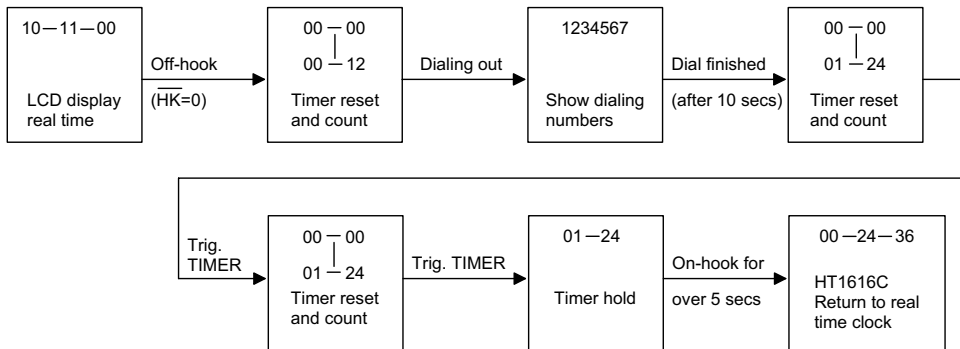 10—11—00
LCD display
real time
Off-hook
(HK=0)
00—00
00—12
Timer reset
and count
Dialing out
1234567
Show dialing
numbers
Dial finished
(after 10 secs)
00—00
01—24
Timer reset
and count
Trig.
TIMER
00—00
01—24
Timer reset
and count
Trig. TIMER
01—24
Timer hold
On-hook for
over 5 secs
00—24—36
HT1616C
Return to real
time clock